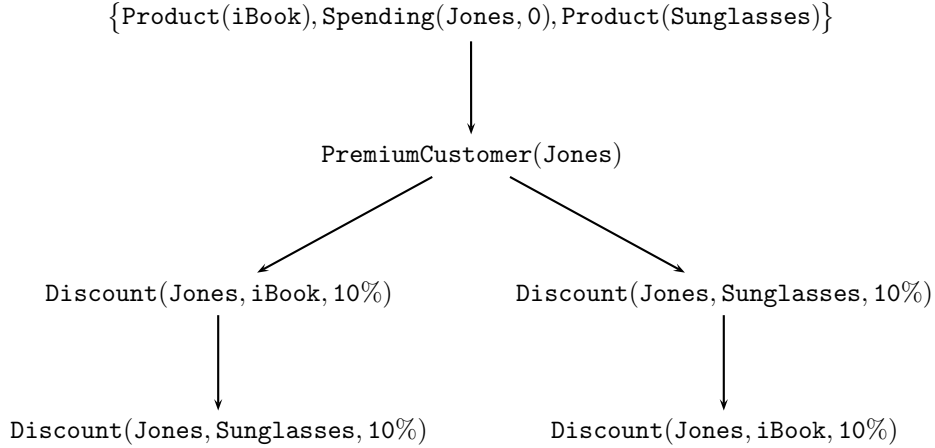 {Product(iBook), Spending(Jones, 0), Product(Sunglasses)}
PremiumCustomer(Jones)
Discount(Jones, iBook, 10%) Discount(Jones, Sunglasses, 10%)
Discount(Jones, Sunglasses, 10%) Discount(Jones, iBook, 10%)